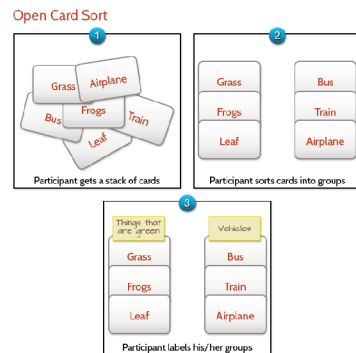 Open Card Sort
1
Grass
Airplane
Frogs
Bus
Train
Leaf
Participant gets a stack of cards
2
Grass
Bus
Frogs
Train
Leaf
Airplane
Participant sorts cards into groups
3
Things that
are green
Vehicles
Grass
Bus
Frogs
Train
Leaf
Airplane
Participant labels his/her groups